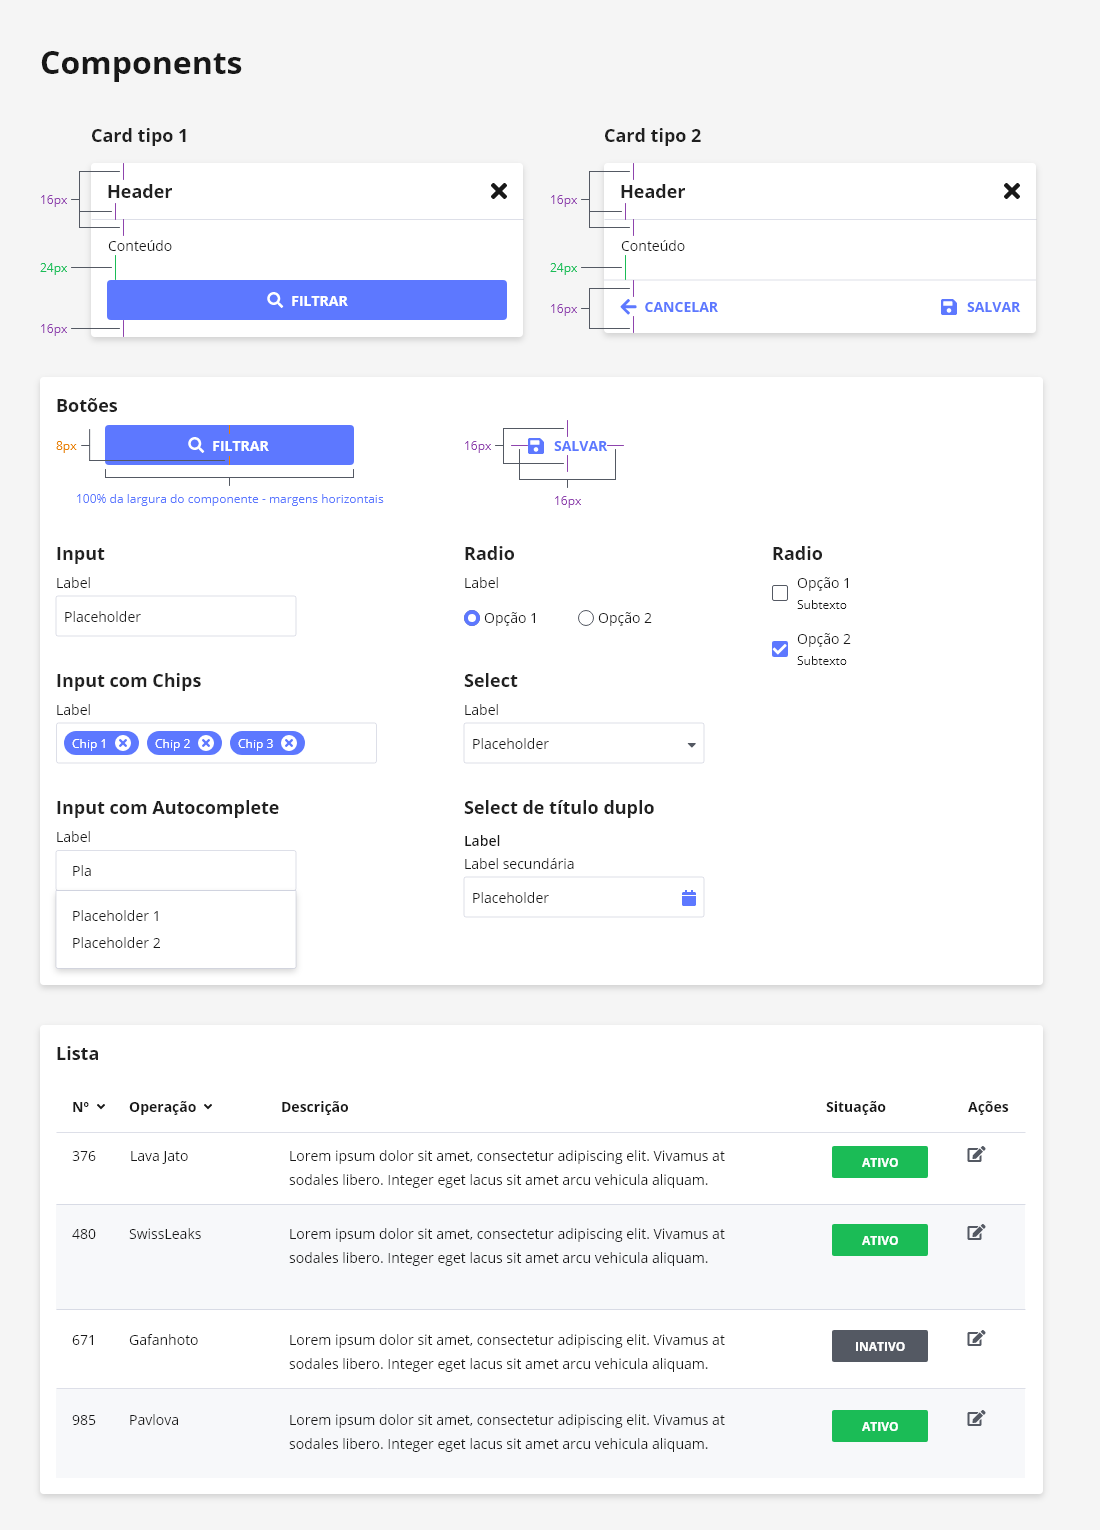 Components
Card tipo 1
16px
Header
Conteúdo
24px
FILTRAR
16px
Card tipo 2
16px
Header
Conteúdo
24px
16px
CANCELAR
SALVAR
Botões
8px
FILTRAR
100% da largura do componente - margens horizontais
16px
SALVAR
16px
Input
Label
Placeholder
Radio
Label
Opção 1
Opção 2
Radio
Opção 1
Subtexto
Opção 2
Subtexto
Input com Chips
Label
Chip 1
Chip 2
Chip 3
Select
Label
Placeholder
Input com Autocomplete
Label
Pla
Placeholder 1
Placeholder 2
Select de título duplo
Label
Label secundária
Placeholder
Lista
Nº Operação Descrição Situação Ações
376 Lava Jato Lorem ipsum dolor sit amet, consectetur adipiscing elit. Vivamus at
sodales libero. Integer eget lacus sit amet arcu vehicula aliquam.
ATIVO
480 SwissLeaks Lorem ipsum dolor sit amet, consectetur adipiscing elit. Vivamus at
sodales libero. Integer eget lacus sit amet arcu vehicula aliquam.
ATIVO
671 Gafanhoto Lorem ipsum dolor sit amet, consectetur adipiscing elit. Vivamus at
sodales libero. Integer eget lacus sit amet arcu vehicula aliquam.
INATIVO
985 Pavlova Lorem ipsum dolor sit amet, consectetur adipiscing elit. Vivamus at
sodales libero. Integer eget lacus sit amet arcu vehicula aliquam.
ATIVO